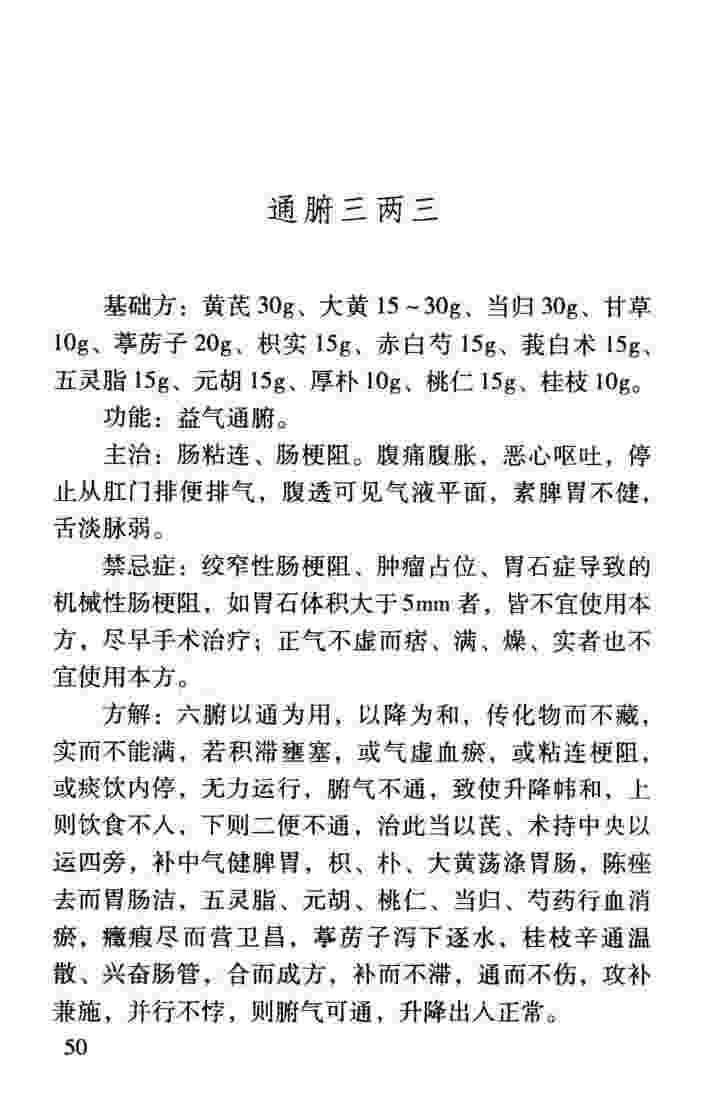 通腑三两三
基础方：黄芪 30g、大黄 15～30g、当归 30g、甘草
10g、葶苈子 20g、枳实 15g、赤白芍 15g、莪白术 15g、
五灵脂 15g、元胡 15g、厚朴 10g、桃仁 15g、桂枝 10g。
功能：益气通腑。
主治：肠粘连、肠梗阻。腹痛腹胀，恶心呕吐，停
止从肛门排便排气，腹透可见气液平面，素脾胃不健，
舌淡脉弱。
禁忌症：绞窄性肠梗阻、肿瘤占位、胃石症导致的
机械性肠梗阻，如胃石体积大于5mm 者，皆不宜使用本
方，尽早手术治疗；正气不虚而痞、满、燥、实者也不
宜使用本方。
方解：六腑以通为用，以降为和，传化物而不藏，
实而不能满，若积滞壅塞，或气虚血瘀，或粘连梗阻，
或痰饮内停，无力运行，腑气不通，致使升降帏和，上
则饮食不人，下则二便不通，治此当以芪、术持中央以
运四旁，补中气健脾胃，枳、朴、大黄荡涤胃肠，陈痤
去而胃肠洁，五灵脂、元胡、桃仁、当归、芍药行血消
瘀，癥瘕尽而营卫昌，葶苈子泻下逐水，桂枝辛通温
散、兴奋肠管，合而成方，补而不滞，通而不伤，攻补
兼施，并行不悖，则腑气可通，升降出人正常。
50